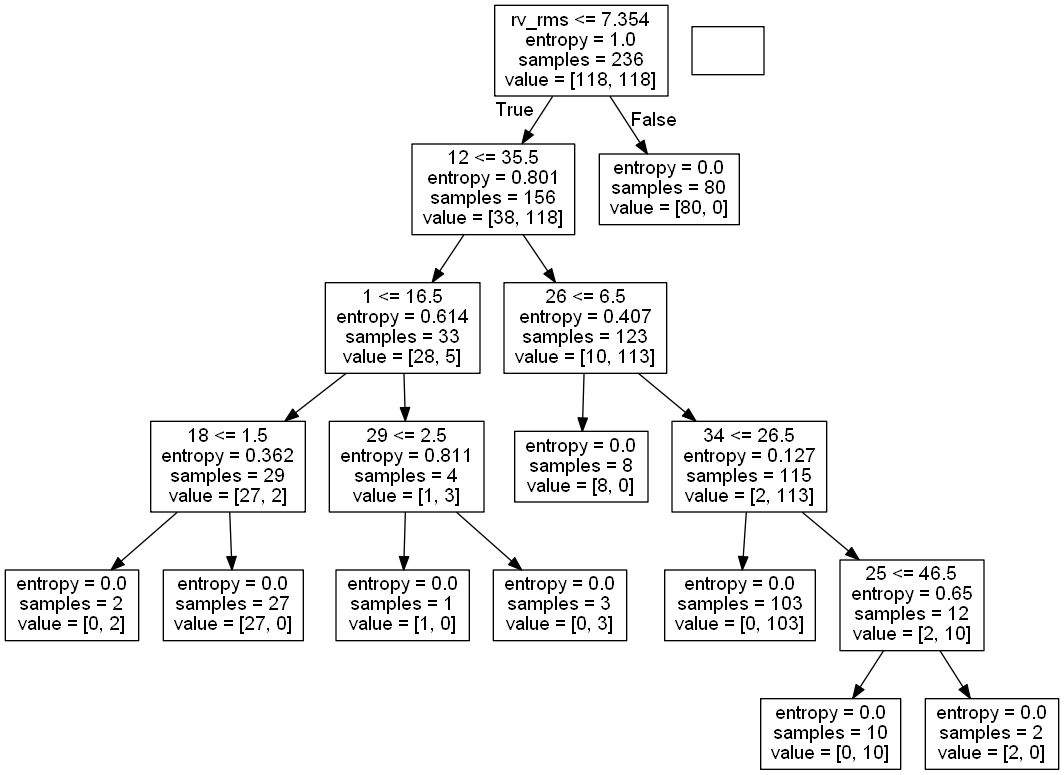 rv_rms <= 7.354
entropy = 1.0
samples = 236
value = [118, 118]
True
False
12 <= 35.5
entropy = 0.801
samples = 156
value = [38, 118]
entropy = 0.0
samples = 80
value = [80, 0]
1 <= 16.5
entropy = 0.614
samples = 33
value = [28, 5]
26 <= 6.5
entropy = 0.407
samples = 123
value = [10, 113]
18 <= 1.5
entropy = 0.362
samples = 29
value = [27, 2]
29 <= 2.5
entropy = 0.811
samples = 4
value = [1, 3]
entropy = 0.0
samples = 8
value = [8, 0]
34 <= 26.5
entropy = 0.127
samples = 115
value = [2, 113]
entropy = 0.0
samples = 2
value = [0, 2]
entropy = 0.0
samples = 27
value = [27, 0]
entropy = 0.0
samples = 1
value = [1, 0]
entropy = 0.0
samples = 3
value = [0, 3]
entropy = 0.0
samples = 103
value = [0, 103]
25 <= 46.5
entropy = 0.65
samples = 12
value = [2, 10]
entropy = 0.0
samples = 10
value = [0, 10]
entropy = 0.0
samples = 2
value = [2, 0]